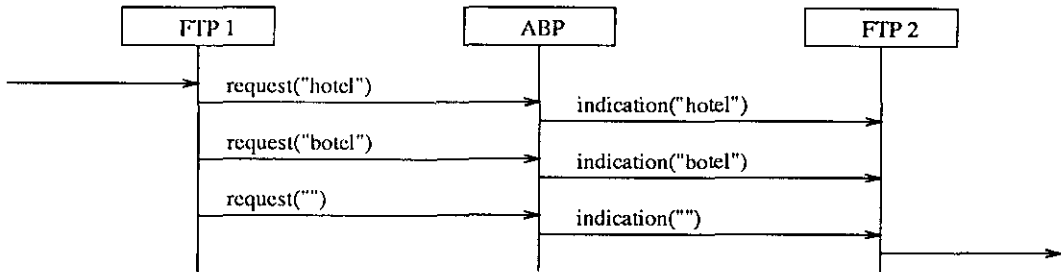 FTP 1 ABP FTP 2
request("hotel")
indication("hotel")
request("botel")
indication("botel")
request("")
indication("")